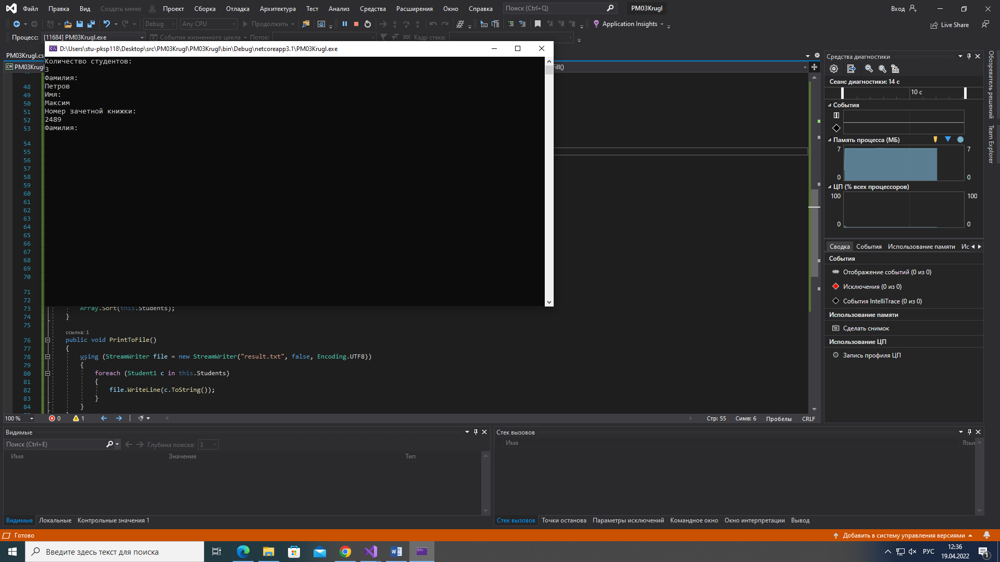 Файл Правка Вид Создать меню Проект Сборка Отладка Архитектура Тест Анализ Средства Расширения Окно Справка Поиск (Ctrl+Q) PM03Krugl Вход
Debug Any CPU Продолжить Application Insights Live Share
Процесс: [11684] PM03Krugl.exe События жизненного цикла Поток: Кадр стека:
D:\Users\stu-pksp118\Desktop\src\PM03Krugl\PM03Krugl\bin\Debug\netcoreapp3.1\PM03Krugl.exe
PM03Krugl.cs
C# PM03Krugl
Fill()
Количество студентов:
3
Фамилия:
Петров
Имя:
Максим
Номер зачетной книжки:
2489
Фамилия:
48
49
50
51
52
53
54
55
56
57
58
59
60
61
62
63
64
65
66
67
68
69
70
71
72
73 Array.Sort(this.Students);
74 }
75
ссылка: 1
76 public void PrintToFile()
77 {
78 using (StreamWriter file = new StreamWriter("result.txt", false, Encoding.UTF8))
79 {
80 foreach (Student1 c in this.Students)
81 {
82 file.WriteLine(c.ToString());
83 }
84 }
100 % 0 1 Стр: 55 Симв: 6 Пробелы CRLF
Средства диагностики
Сеанс диагностики: 14 с
10 с
События
Память процесса (МБ)
7 7
0 0
ЦП (% всех процессоров)
100 100
0 0
Сводка События Использование памяти Ис
События
Отображение событий (0 из 0)
Исключения (0 из 0)
События IntelliTrace (0 из 0)
Использование памяти
Сделать снимок
Использование ЦП
Запись профиля ЦП
Обозреватель решений
Team Explorer
Видимые
Поиск (Ctrl+E) Глубина поиска: 3
Имя Значение Тип
Видимые Локальные Контрольные значения 1
Стек вызовов
Имя Язык
Стек вызовов Точки останова Параметры исключений Командное окно Окно интерпретации Вывод
Готово Добавить в систему управления версиями
Введите здесь текст для поиска
РУС 12:36
19.04.2022
1